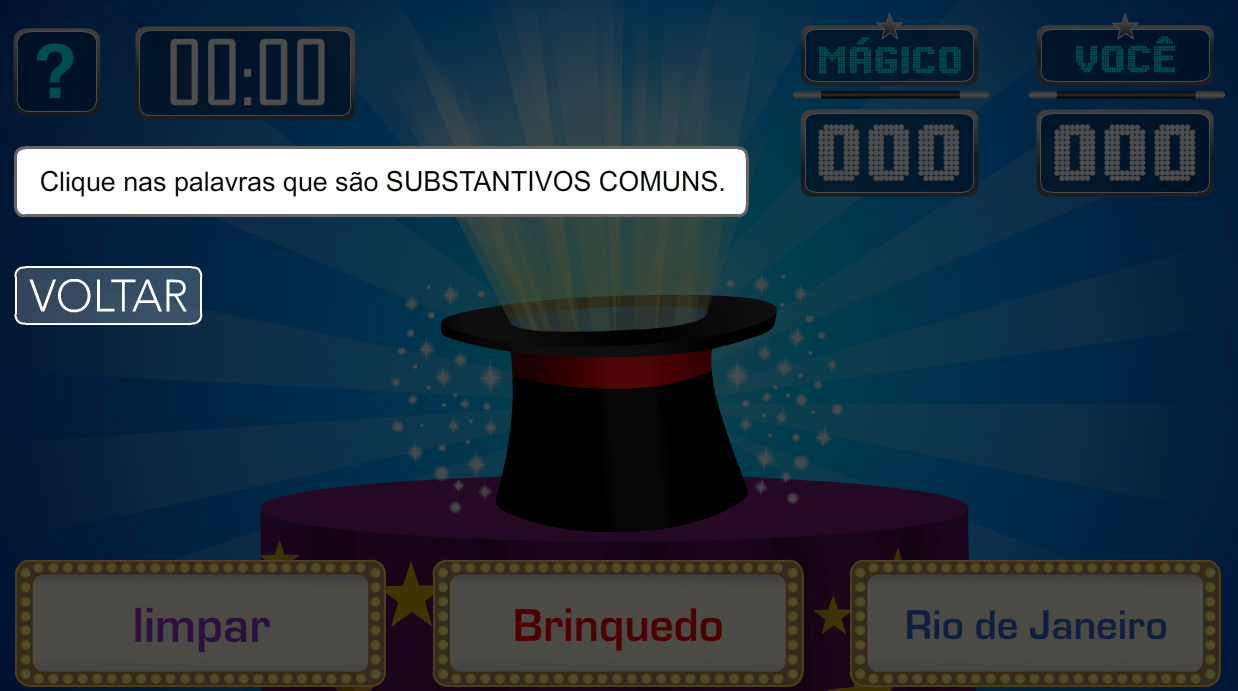 ?
00:00
MÁGICO
VOCÊ
000
000
Clique nas palavras que são SUBSTANTIVOS COMUNS.
VOLTAR
limpar
Brinquedo
Rio de Janeiro